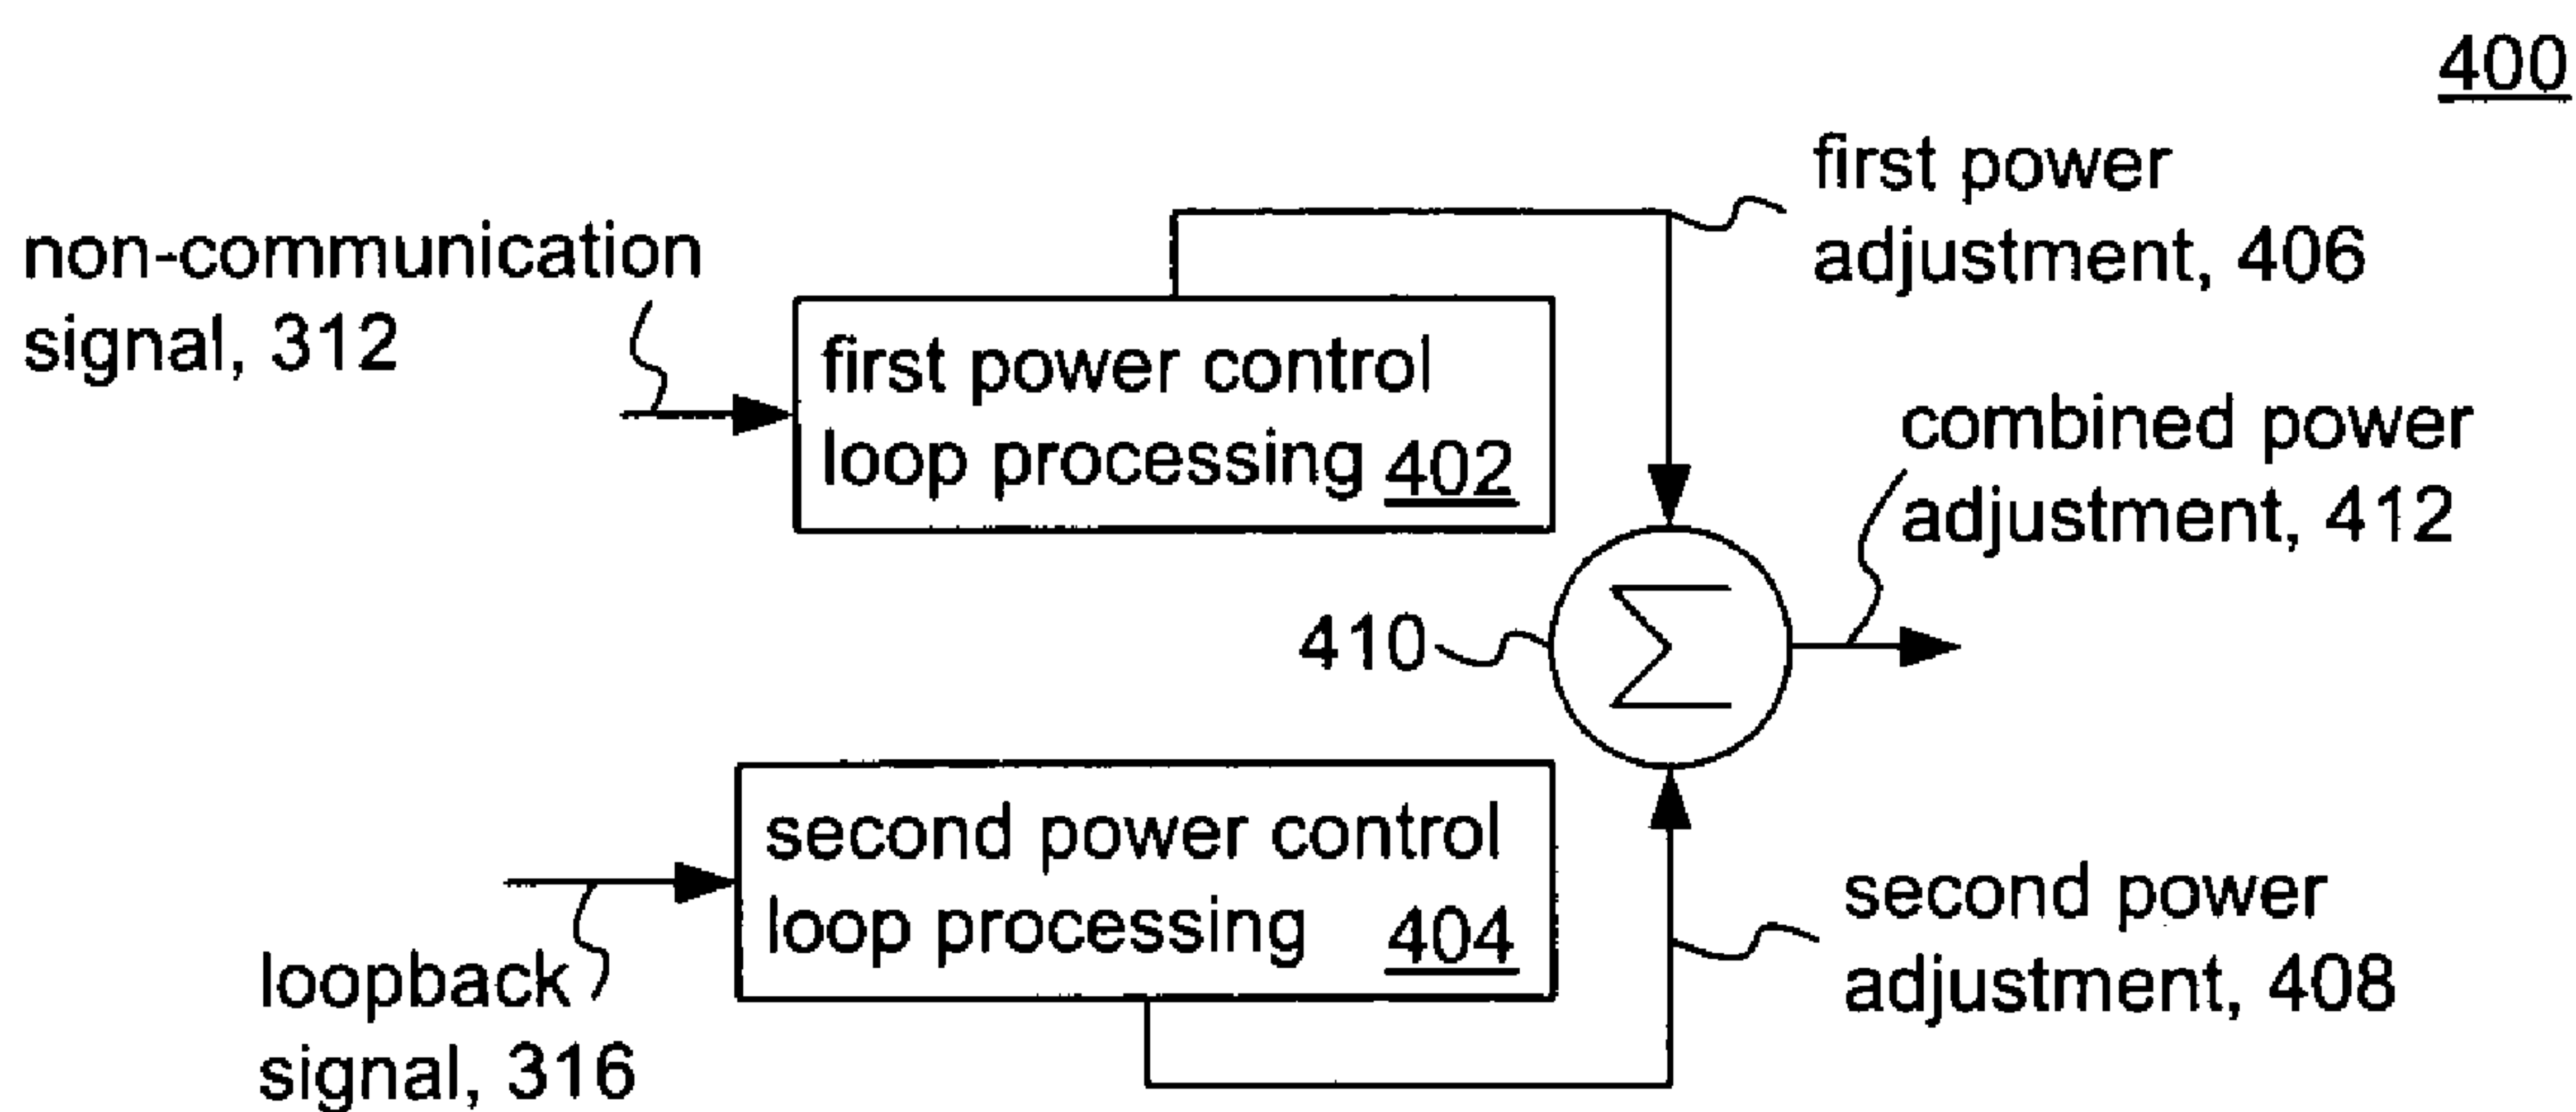 400
first power
adjustment, 406
non-communication
signal, 312
first power control
loop processing 402
combined power
adjustment, 412
410
Σ
second power control
loop processing 404
second power
adjustment, 408
loopback
signal, 316